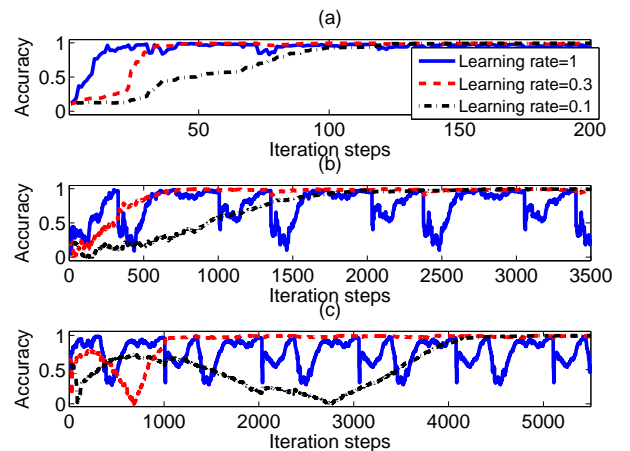 (a)
Accuracy
1
0.5
0
Learning rate=1
Learning rate=0.3
Learning rate=0.1
50 100 150 200
Iteration steps
(b)
Accuracy
1
0.5
0
0 500 1000 1500 2000 2500 3000 3500
Iteration steps
(c)
Accuracy
1
0.5
0
0 1000 2000 3000 4000 5000
Iteration steps